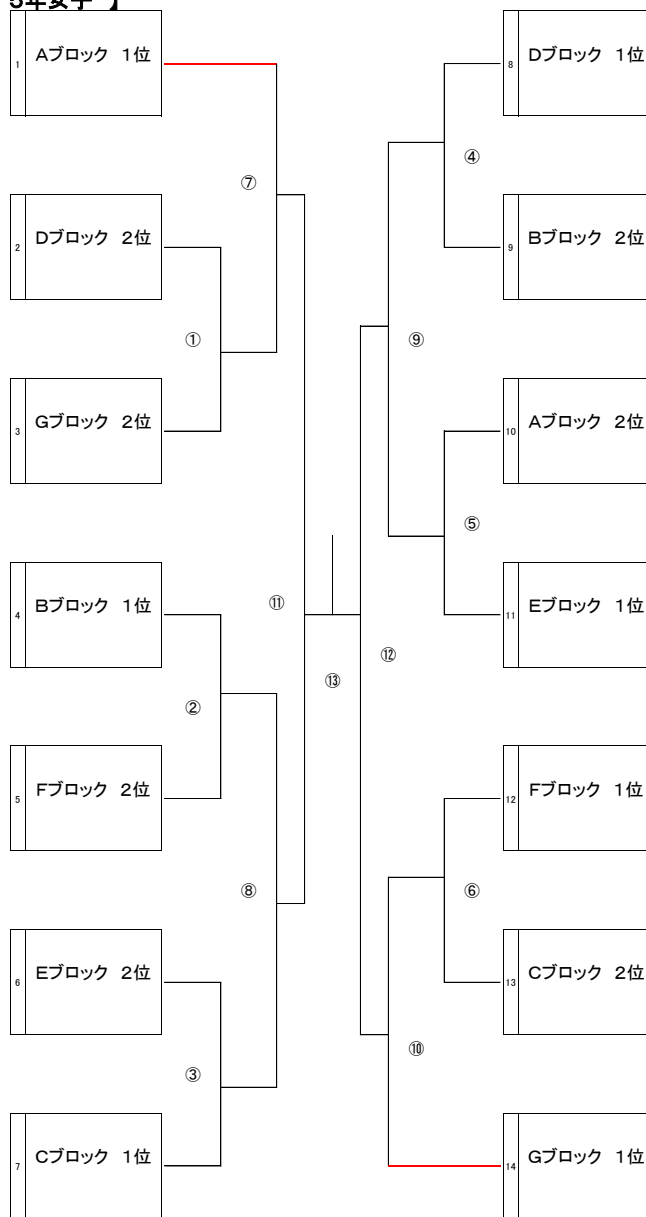 5年女子 】
1 Aブロック 1位
⑦
2 Dブロック 2位
①
3 Gブロック 2位
4 Bブロック 1位
②
5 Fブロック 2位
⑧
6 Eブロック 2位
③
7 Cブロック 1位
⑪
⑬
⑫
8 Dブロック 1位
④
9 Bブロック 2位
⑨
10 Aブロック 2位
⑤
11 Eブロック 1位
12 Fブロック 1位
⑥
13 Cブロック 2位
⑩
14 Gブロック 1位